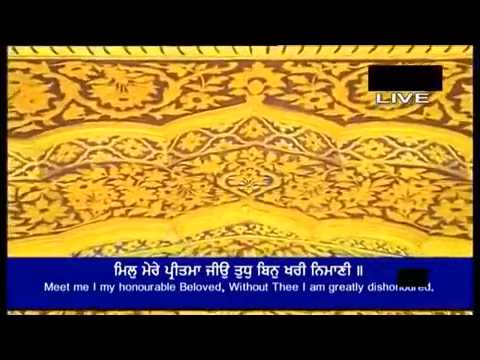 LIVE
ਮਿਲੁ ਮੇਰੇ ਪ੍ਰੀਤਮਾ ਜੀਉ ਤੁਧੁ ਬਿਨੁ ਖਰੀ ਨਿਮਾਣੀ ॥
Meet me I my honourable Beloved, Without Thee I am greatly dishonoured,